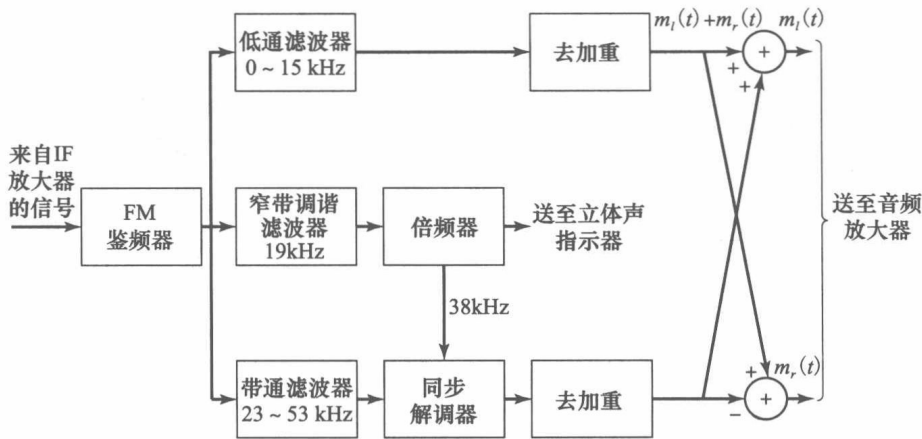 低通滤波器
0 ~ 15 kHz
去加重
m_l(t)+m_r(t)
m_l(t)
+
+
+
来自IF
放大器
的信号
FM
鉴频器
窄带调谐
滤波器
19kHz
倍频器
送至立体声
指示器
送至音频
放大器
38kHz
带通滤波器
23 ~ 53 kHz
同步
解调器
去加重
+
−
+
m_r(t)